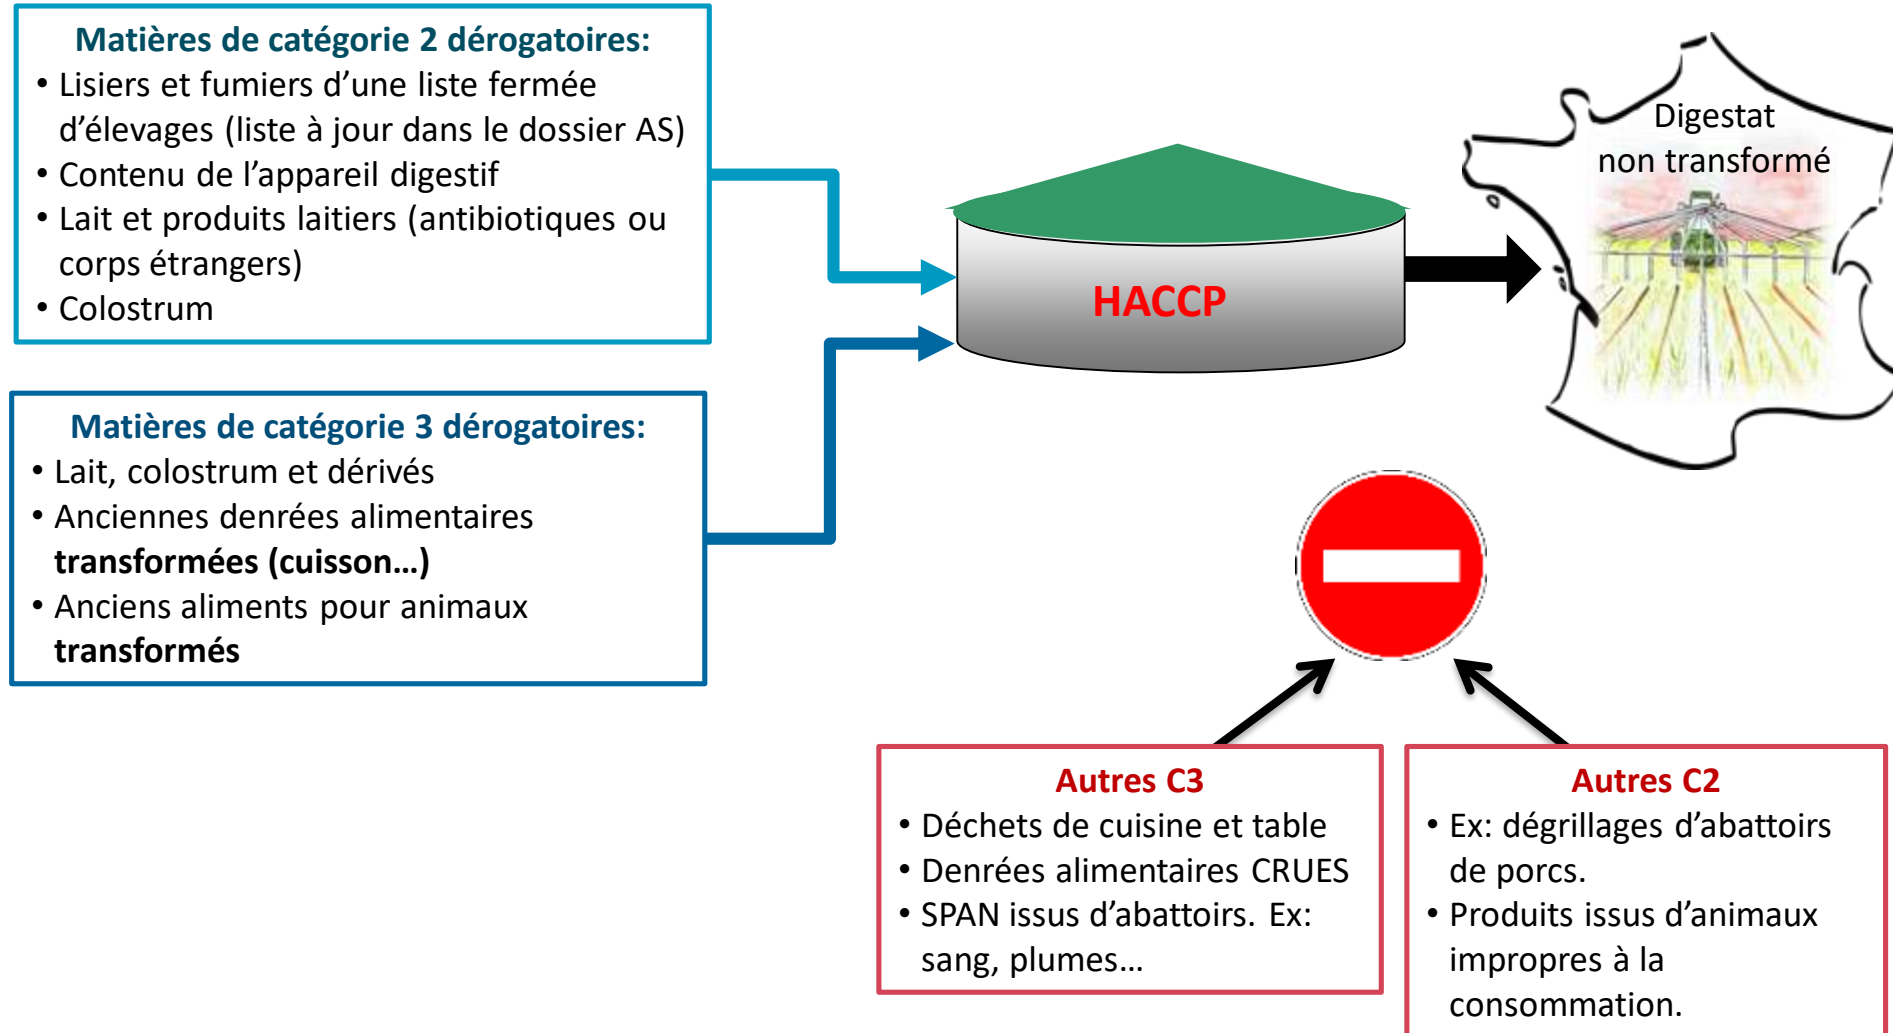 Matières de catégorie 2 dérogatoires:
• Lisiers et fumiers d’une liste fermée
d’élevages (liste à jour dans le dossier AS)
• Contenu de l’appareil digestif
• Lait et produits laitiers (antibiotiques ou
corps étrangers)
• Colostrum
Matières de catégorie 3 dérogatoires:
• Lait, colostrum et dérivés
• Anciennes denrées alimentaires
transformées (cuisson…)
• Anciens aliments pour animaux
transformés
HACCP
Digestat
non transformé
Autres C3
• Déchets de cuisine et table
• Denrées alimentaires CRUES
• SPAN issus d’abattoirs. Ex:
sang, plumes…
Autres C2
• Ex: dégrillages d’abattoirs
de porcs.
• Produits issus d’animaux
impropres à la
consommation.